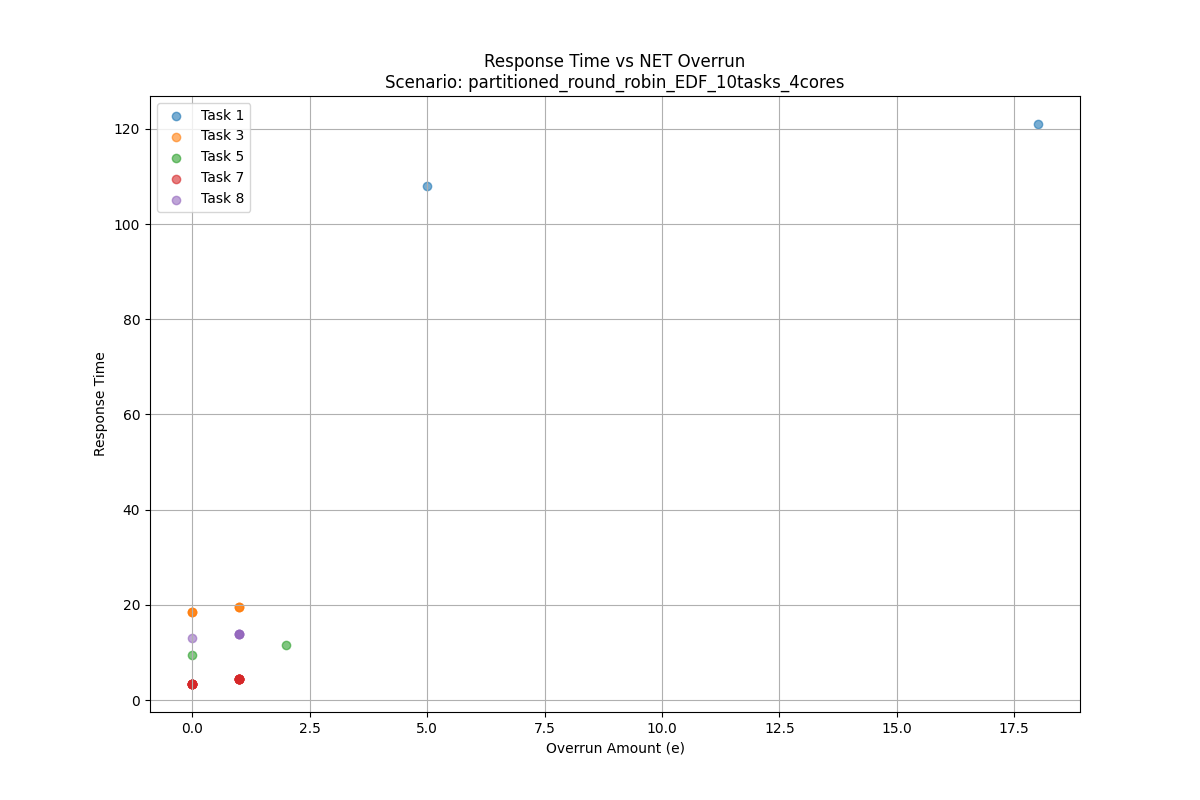 Response Time vs NET Overrun
Scenario: partitioned_round_robin_EDF_10tasks_4cores
Task 1
Task 3
Task 5
Task 7
Task 8
120
100
80
60
40
20
0
Response Time
0.0 2.5 5.0 7.5 10.0 12.5 15.0 17.5
Overrun Amount (e)